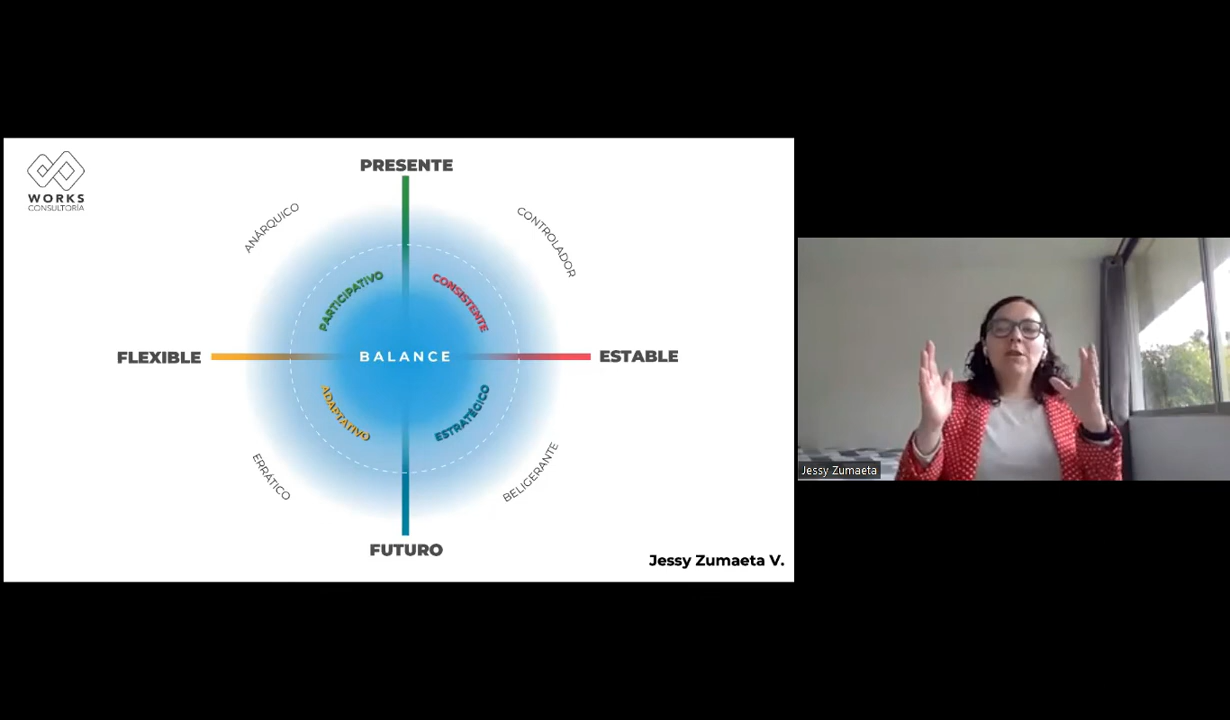 WORKS
CONSULTORÍA
PRESENTE
ANÁRQUICO
CONTROLADOR
PARTICIPATIVO
CONSISTENTE
FLEXIBLE
BALANCE
ESTABLE
ADAPTATIVO
ESTRATÉGICO
ERRÁTICO
BELIGERANTE
FUTURO
Jessy Zumaeta V.
Jessy Zumaeta